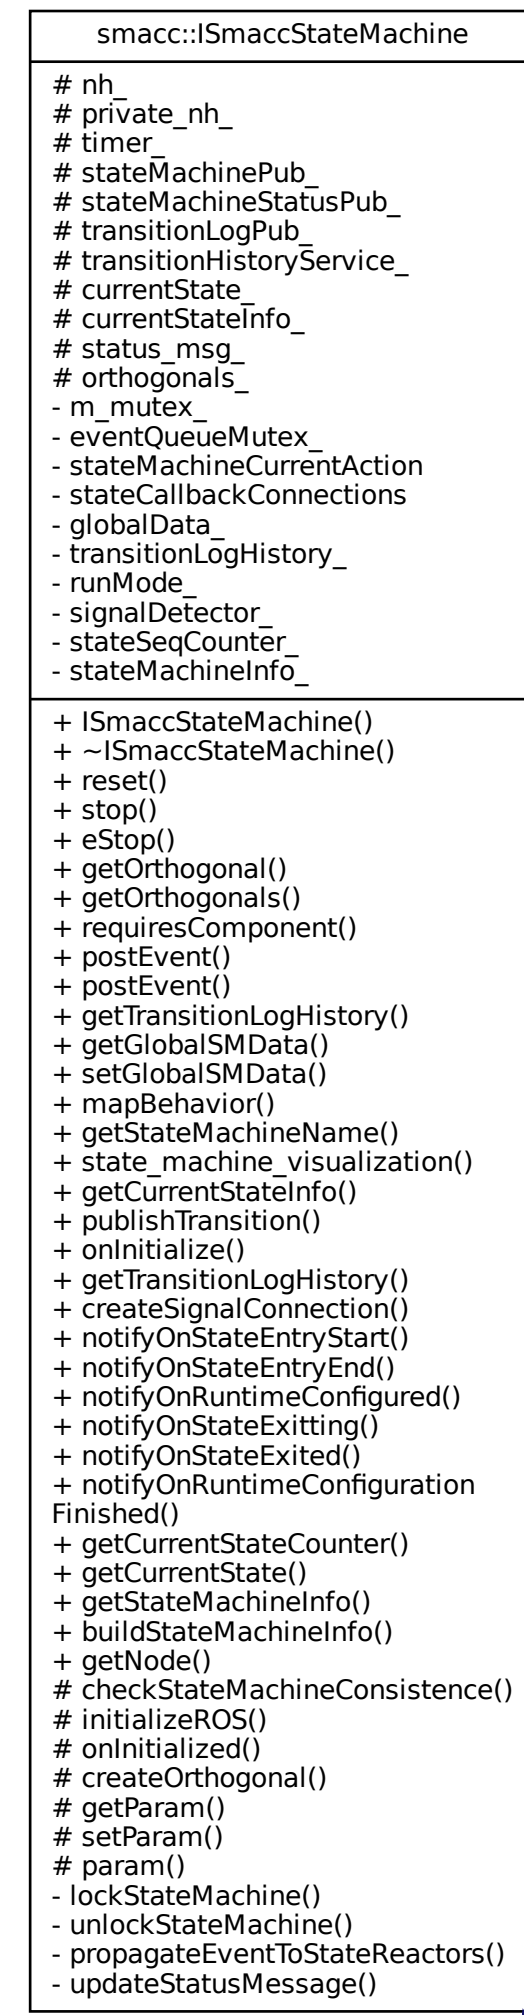 smacc::ISmaccStateMachine
# nh_
# private_nh_
# timer_
# stateMachinePub_
# stateMachineStatusPub_
# transitionLogPub_
# transitionHistoryService_
# currentState_
# currentStateInfo_
# status_msg_
# orthogonals_
- m_mutex_
- eventQueueMutex_
- stateMachineCurrentAction
- stateCallbackConnections
- globalData_
- transitionLogHistory_
- runMode_
- signalDetector_
- stateSeqCounter_
- stateMachineInfo_
+ ISmaccStateMachine()
+ ~ISmaccStateMachine()
+ reset()
+ stop()
+ eStop()
+ getOrthogonal()
+ getOrthogonals()
+ requiresComponent()
+ postEvent()
+ postEvent()
+ getTransitionLogHistory()
+ getGlobalSMData()
+ setGlobalSMData()
+ mapBehavior()
+ getStateMachineName()
+ state_machine_visualization()
+ getCurrentStateInfo()
+ publishTransition()
+ onInitialize()
+ getTransitionLogHistory()
+ createSignalConnection()
+ notifyOnStateEntryStart()
+ notifyOnStateEntryEnd()
+ notifyOnRuntimeConfigured()
+ notifyOnStateExitting()
+ notifyOnStateExited()
+ notifyOnRuntimeConfiguration
Finished()
+ getCurrentStateCounter()
+ getCurrentState()
+ getStateMachineInfo()
+ buildStateMachineInfo()
+ getNode()
# checkStateMachineConsistence()
# initializeROS()
# onInitialized()
# createOrthogonal()
# getParam()
# setParam()
# param()
- lockStateMachine()
- unlockStateMachine()
- propagateEventToStateReactors()
- updateStatusMessage()